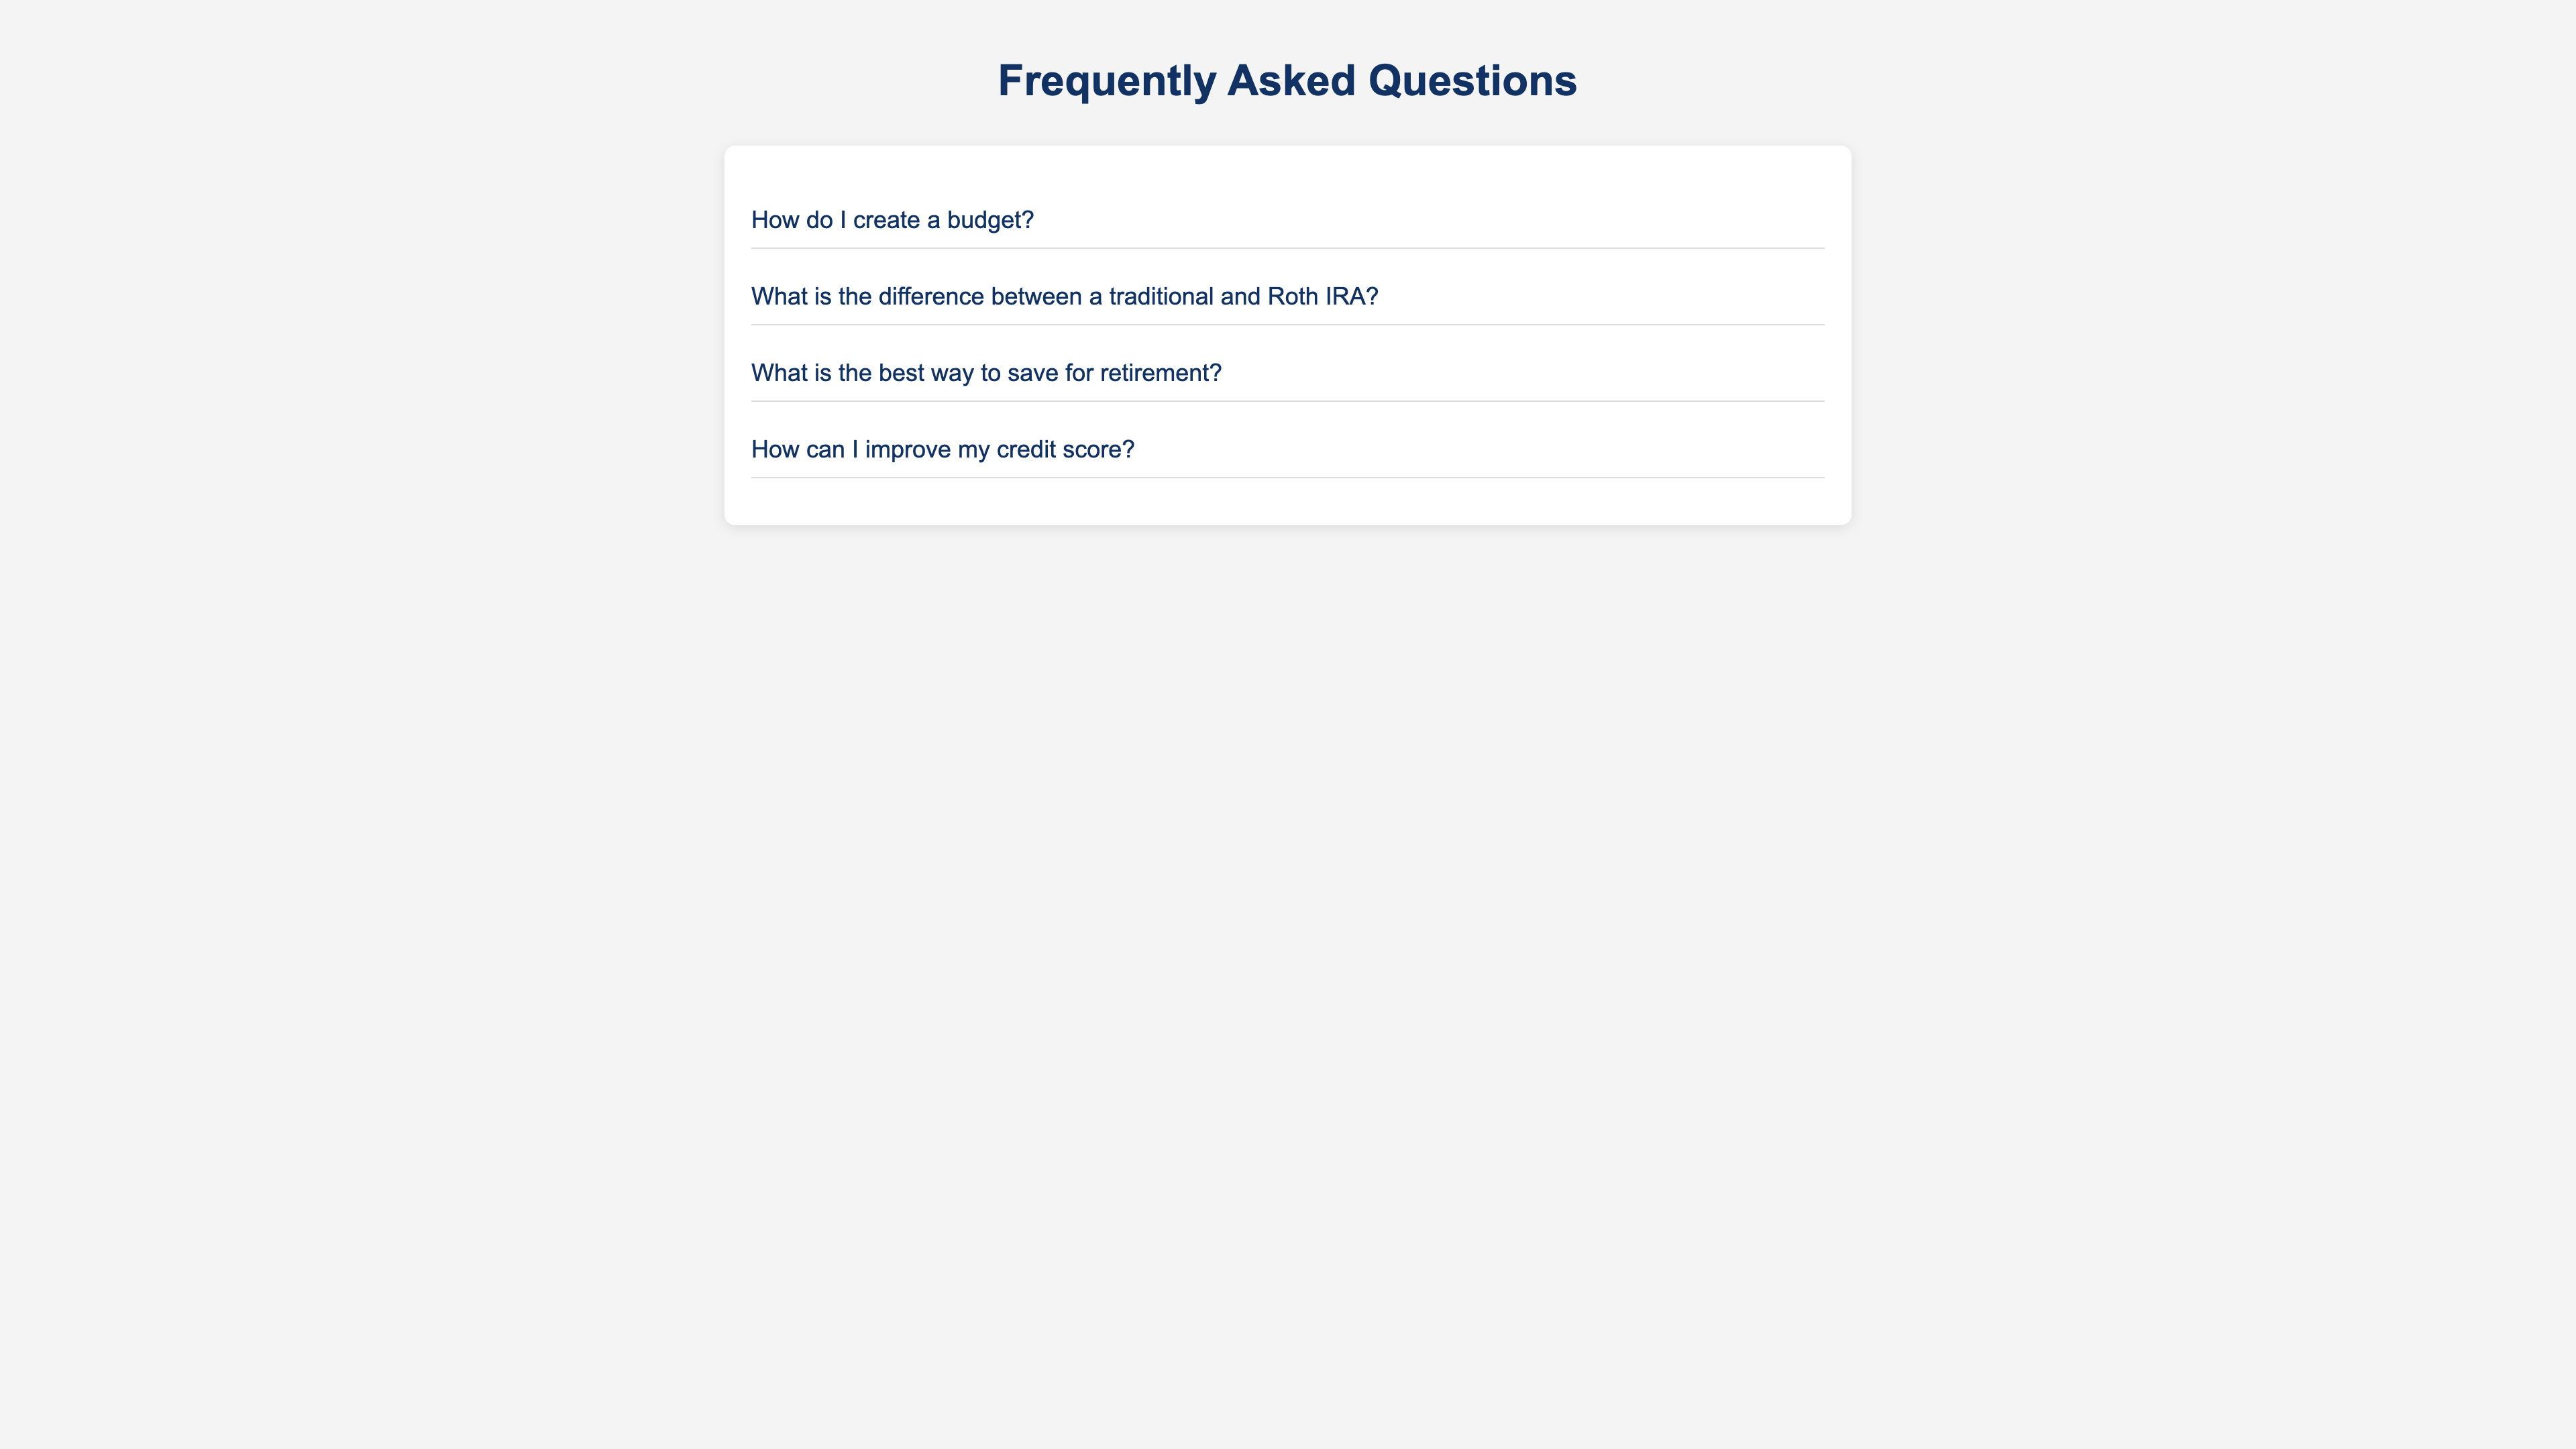 Frequently Asked Questions
How do I create a budget?
What is the difference between a traditional and Roth IRA?
What is the best way to save for retirement?
How can I improve my credit score?